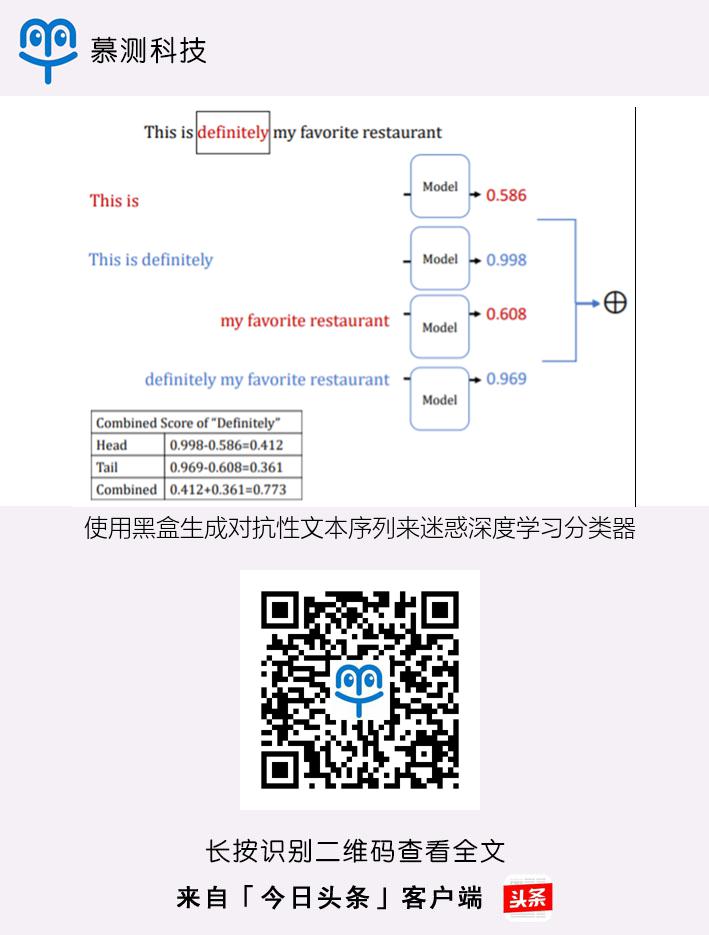 慕测科技
This is definitely my favorite restaurant
This is
Model
0.586
This is definitely
Model
0.998
my favorite restaurant
Model
0.608
definitely my favorite restaurant
Model
0.969
Combined Score of "Definitely"
Head 0.998-0.586=0.412
Tail 0.969-0.608=0.361
Combined 0.412+0.361=0.773
使用黑盒生成对抗性文本序列来迷惑深度学习分类器
长按识别二维码查看全文
来自「今日头条」客户端
头条